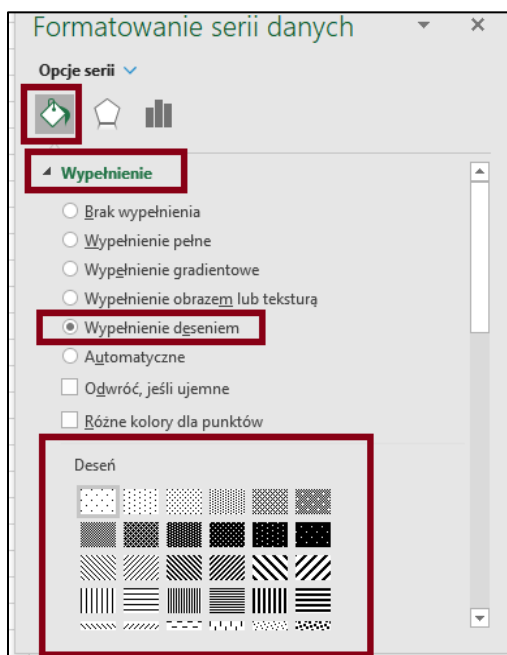 Formatowanie serii danych
Opcje serii
Wypełnienie
Brak wypełnienia
Wypełnienie pełne
Wypełnienie gradientowe
Wypełnienie obrazem lub teksturą
Wypełnienie deseniem
Automatyczne
Odwróć, jeśli ujemne
Różne kolory dla punktów
Deseń